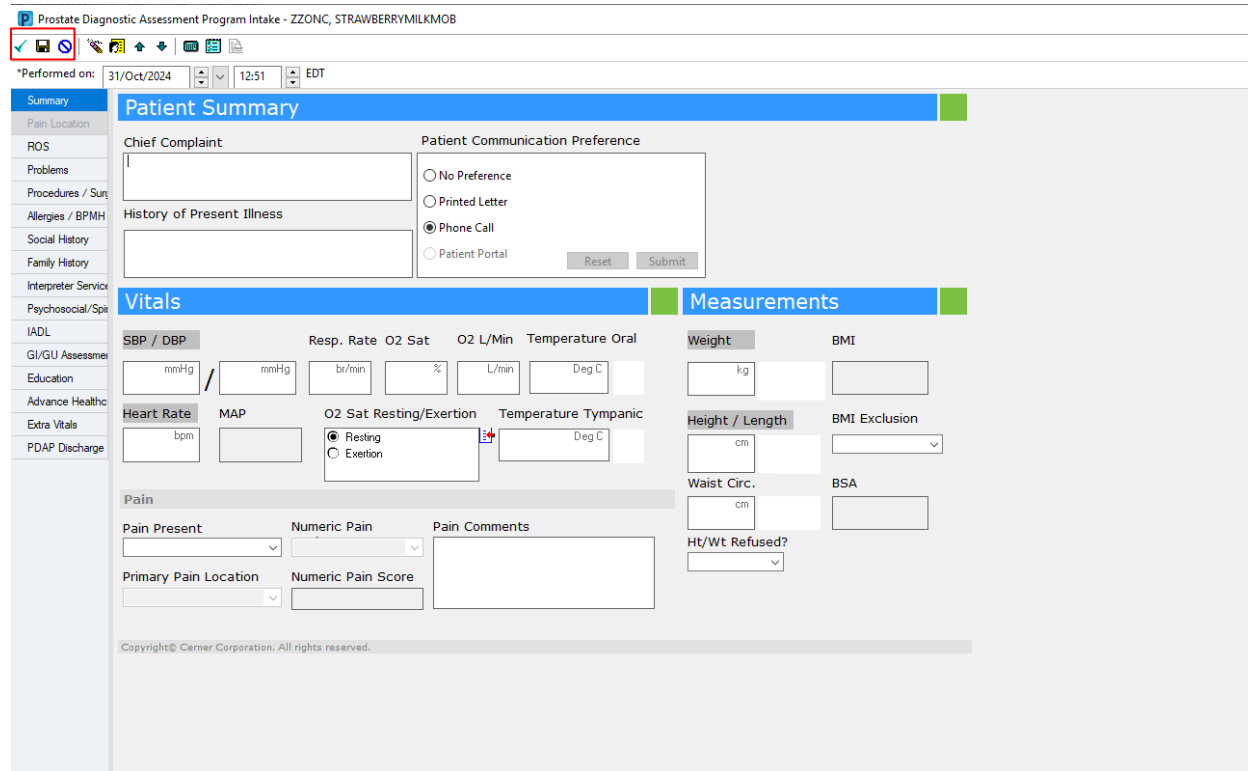 P Prostate Diagnostic Assessment Program Intake - ZZONC, STRAWBERRYMILKMOB
*Performed on: 31/Oct/2024 12:51 EDT
Summary
Pain Location
ROS
Problems
Procedures / Surg
Allergies / BPMH
Social History
Family History
Interpreter Service
Psychosocial/Spi
IADL
GI/GU Assessme
Education
Advance Healthc
Extra Vitals
PDAP Discharge
Patient Summary
Chief Complaint
History of Present Illness
Patient Communication Preference
No Preference
Printed Letter
Phone Call
Patient Portal Reset Submit
Vitals
SBP / DBP Resp. Rate O2 Sat O2 L/Min Temperature Oral
mmHg / mmHg br/min % L/min Deg C
Heart Rate MAP O2 Sat Resting/Exertion Temperature Tympanic
bpm Resting Deg C
Exertion
Pain
Pain Present Numeric Pain Pain Comments
Primary Pain Location Numeric Pain Score
Measurements
Weight BMI
kg
Height / Length BMI Exclusion
cm
Waist Circ. BSA
cm
Ht/Wt Refused?
Copyright© Cerner Corporation. All rights reserved.